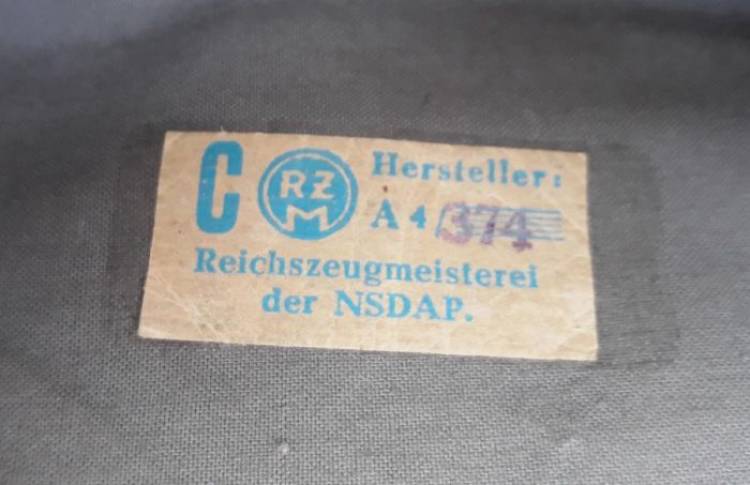 C RZM Hersteller:
A 4/374
Reichszeugmeisterei
der NSDAP.